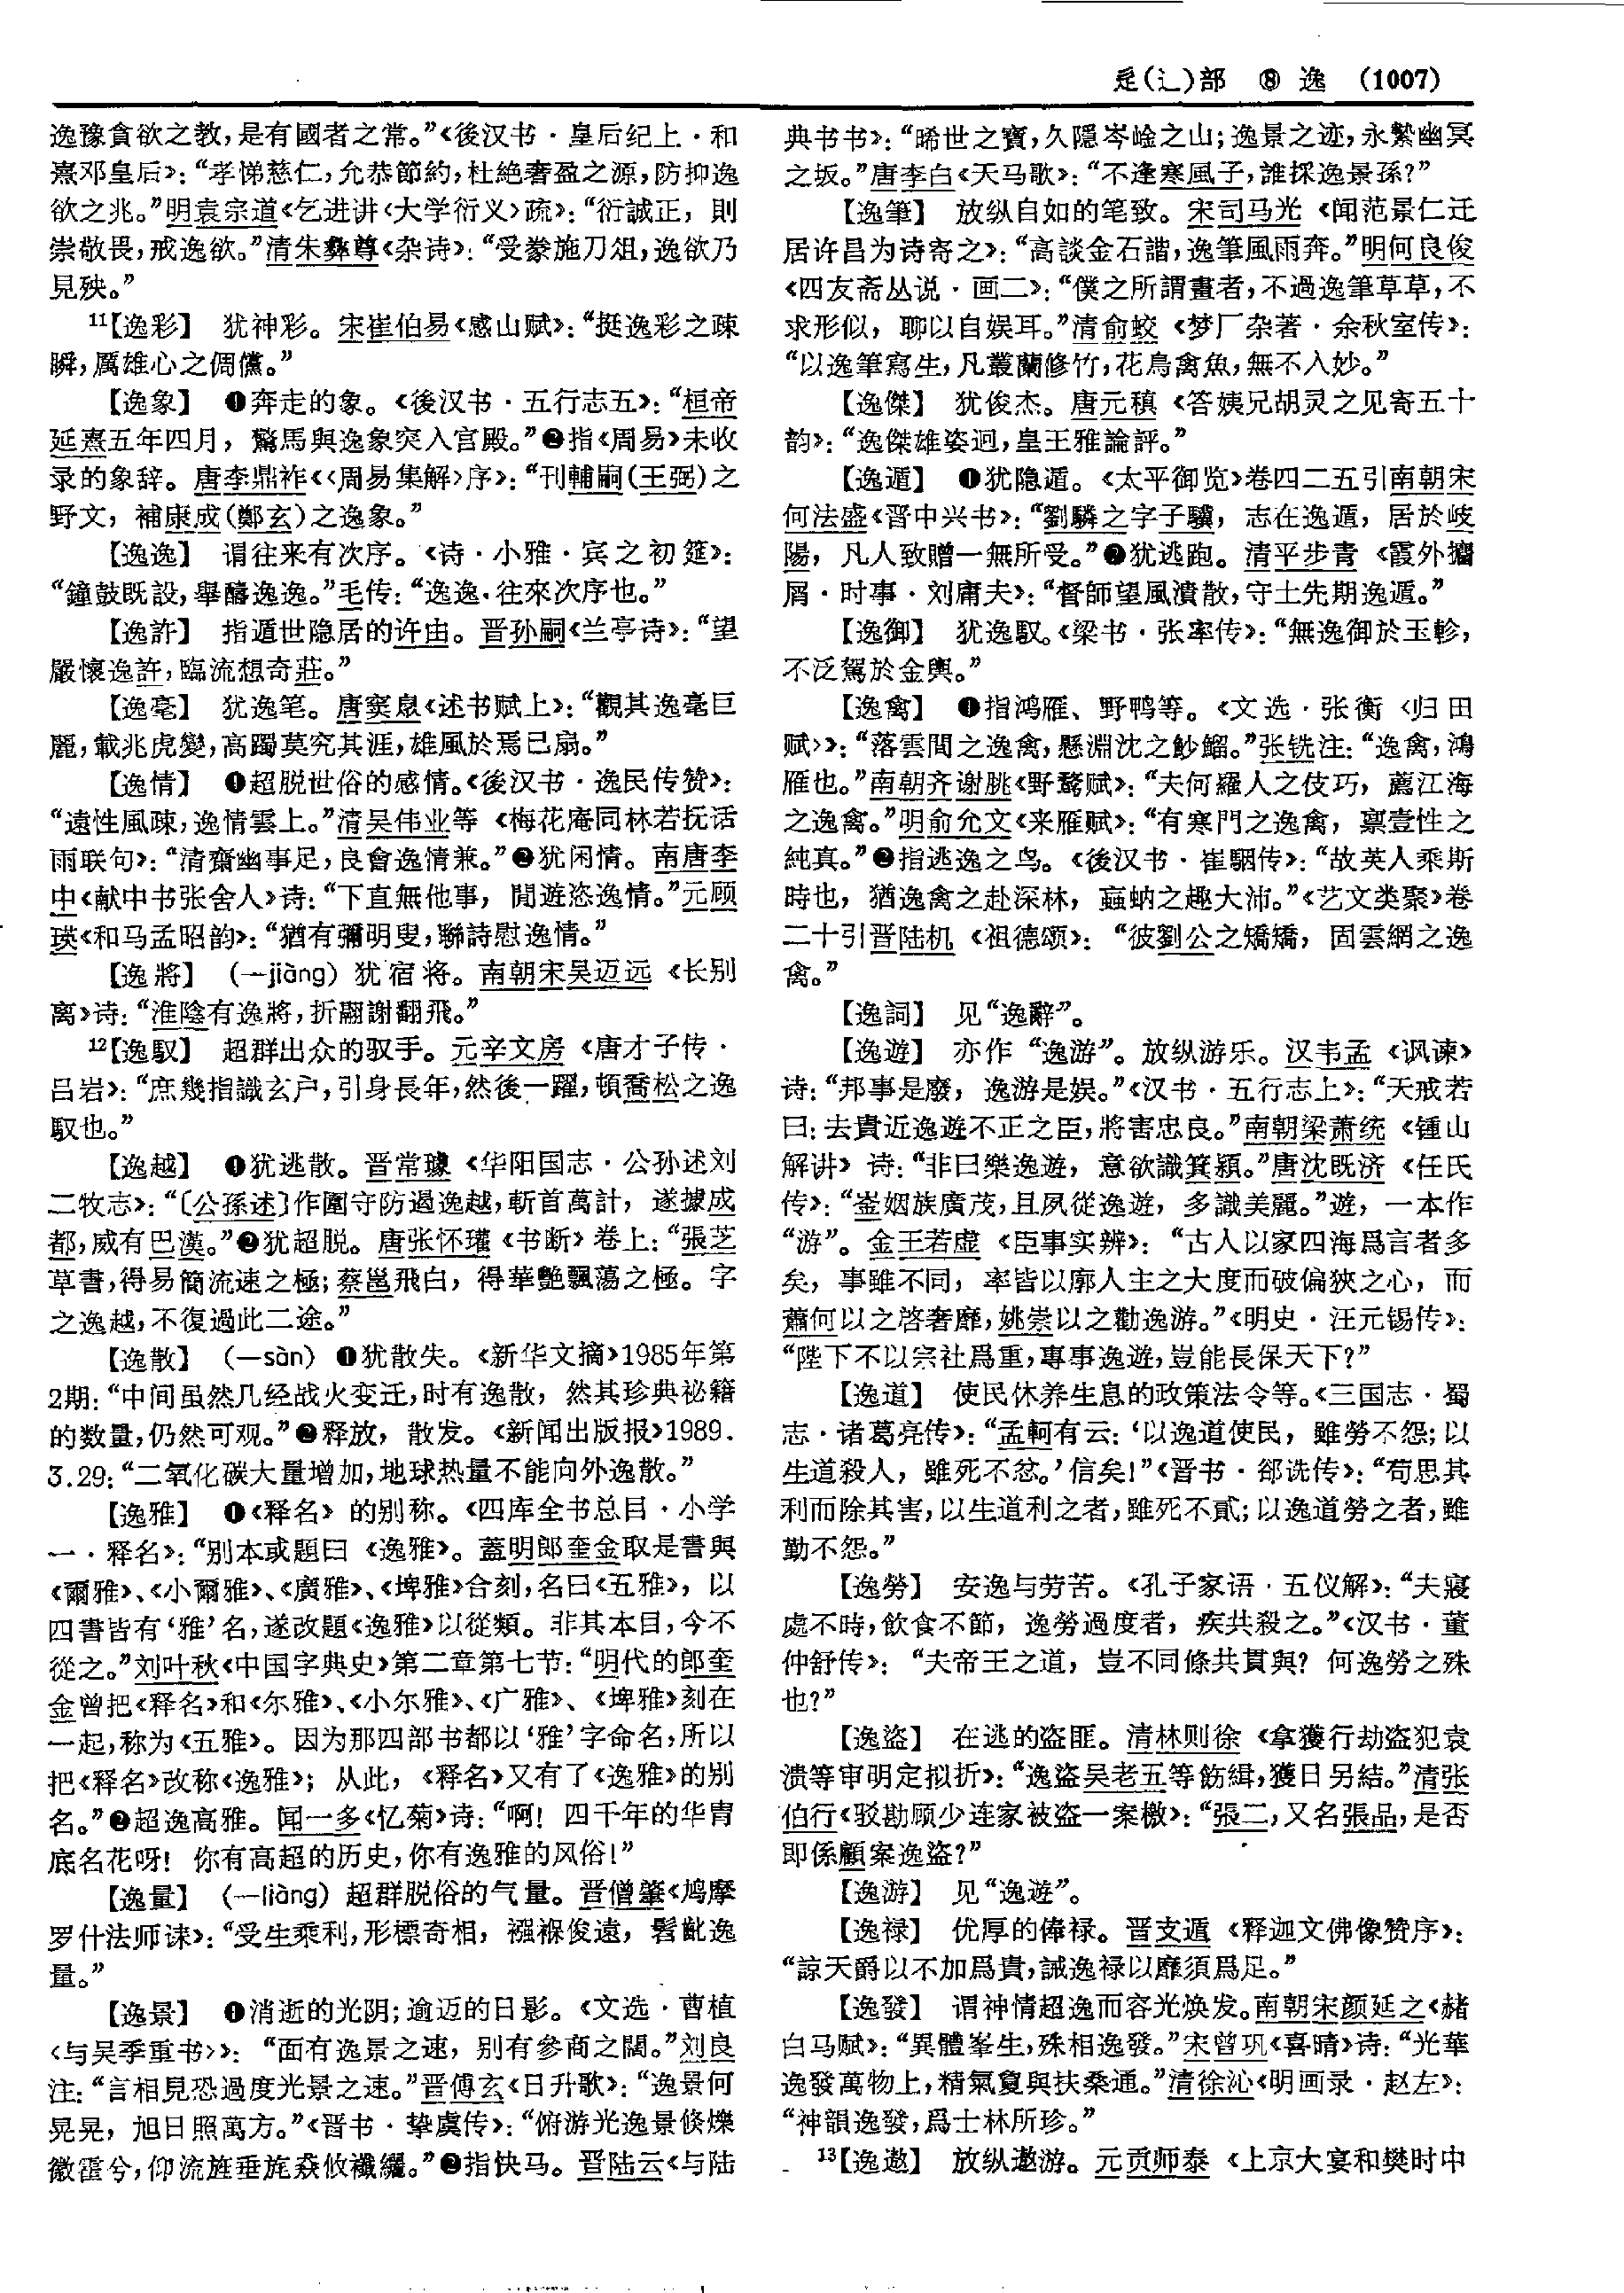 辵(辶)部　⑧　逸　(1007)
逸豫貪欲之教，是有國者之常。”《後汉书·皇后纪上·和
熹邓皇后》：“孝悌慈仁，允恭節約，杜絶奢盈之源，防抑逸
欲之兆。”明袁宗道《乞进讲〈大学衍义〉疏》：“衍誠正，則
崇敬畏，戒逸欲。”清朱彝尊《杂诗》：“受豢施刀俎，逸欲乃
見殃。”
11【逸彩】　犹神彩。宋崔伯易《感山赋》：“挺逸彩之疎
瞬，厲雄心之倜儻。”
【逸象】　❶奔走的象。《後汉书·五行志五》：“桓帝
延熹五年四月，驚馬與逸象突入宫殿。”❷指《周易》未收
录的象辞。唐李鼎祚《〈周易集解〉序》：“刊輔嗣(王弼)之
野文，補康成(鄭玄)之逸象。”
【逸逸】　谓往来有次序。《诗·小雅·宾之初筵》：
“鐘鼓既設，舉醻逸逸。”毛传：“逸逸，往來次序也。”
【逸許】　指遁世隐居的许由。晋孙嗣《兰亭诗》：“望
嚴懷逸許，臨流想奇莊。”
【逸毫】　犹逸笔。唐窦臮《述书赋上》：“觀其逸毫巨
麗，載兆虎變，高躅莫究其涯，雄風於焉已扇。”
【逸情】　❶超脱世俗的感情。《後汉书·逸民传赞》：
“遠性風疎，逸情雲上。”清吴伟业等《梅花庵同林若抚话
雨联句》：“清齋幽事足，良會逸情兼。”❷犹闲情。南唐李
中《献中书张舍人》诗：“下直無他事，閒遊恣逸情。”元顾
瑛《和马孟昭韵》：“猶有彌明叟，聯詩慰逸情。”
【逸將】　(—jiàng)犹宿将。南朝宋吴迈远《长别
离》诗：“淮陰有逸將，折翮謝翻飛。”
12【逸馭】　超群出众的驭手。元辛文房《唐才子传·
吕岩》：“庶幾指識玄户，引身長年，然後一躍，頓喬松之逸
馭也。”
【逸越】　❶犹逃散。晋常璩《华阳国志·公孙述刘
二牧志》：“〔公孫述〕作圍守防遏逸越，斬首萬計，遂據成
都，威有巴漢。”❷犹超脱。唐张怀瓘《书断》卷上：“張芝
草書，得易簡流速之極；蔡邕飛白，得華艷飄蕩之極。字
之逸越，不復過此二途。”
【逸散】　(—sàn)❶犹散失。《新华文摘》1985年第
2期：“中间虽然几经战火变迁，时有逸散，然其珍典祕籍
的数量，仍然可观。”❷释放，散发。《新闻出版报》1989.
3.29：“二氧化碳大量增加，地球热量不能向外逸散。”
【逸雅】　❶《释名》的别称。《四库全书总目·小学
一·释名》：“别本或題曰《逸雅》。蓋明郎奎金取是書與
《爾雅》、《小爾雅》、《廣雅》、《埤雅》合刻，名曰《五雅》，以
四書皆有‘雅’名，遂改題《逸雅》以從類。非其本目，今不
從之。”刘叶秋《中国字典史》第二章第七节：“明代的郎奎
金曾把《释名》和《尔雅》、《小尔雅》、《广雅》、《埤雅》刻在
一起，称为《五雅》。因为那四部书都以‘雅’字命名，所以
把《释名》改称《逸雅》；从此，《释名》又有了《逸雅》的别
名。”❷超逸高雅。闻一多《忆菊》诗：“啊！四千年的华胄
底名花呀！你有高超的历史，你有逸雅的风俗！”
【逸量】　(—liàng)超群脱俗的气量。晋僧肇《鸠摩
罗什法师诔》：“受生乘利，形標奇相，襁褓俊遠，髫齔逸
量。”
【逸景】　❶消逝的光阴；逾迈的日影。《文选·曹植
〈与吴季重书〉》：“面有逸景之速，别有參商之闊。”刘良
注：“言相見恐過度光景之速。”晋傅玄《日升歌》：“逸景何
晃晃，旭日照萬方。”《晋书·挚虞传》：“俯游光逸景倏爍
徽霍兮，仰流旌垂旄焱攸襳纚。”❷指快马。晋陆云《与陆
典书书》：“晞世之寶，久隱岑崯之山；逸景之迹，永縶幽冥
之坂。”唐李白《天马歌》：“不逢寒風子，誰採逸景孫？”
【逸筆】　放纵自如的笔致。宋司马光《闻范景仁迁
居许昌为诗寄之》：“高談金石諧，逸筆風雨奔。”明何良俊
《四友斋丛说·画二》：“僕之所謂畫者，不過逸筆草草，不
求形似，聊以自娱耳。”清俞蛟《梦厂杂著·余秋室传》：
“以逸筆寫生，凡叢蘭修竹，花鳥禽魚，無不入妙。”
【逸傑】　犹俊杰。唐元稹《答姨兄胡灵之见寄五十
韵》：“逸傑雄姿迥，皇王雅論評。”
【逸遁】　❶犹隐遁。《太平御览》卷四二五引南朝宋
何法盛《晋中兴书》：“劉驎之字子驥，志在逸遁，居於岐
陽，凡人致贈一無所受。”❷犹逃跑。清平步青《霞外攟
屑·时事·刘庸夫》：“督師望風潰散，守土先期逸遁。”
【逸御】　犹逸馭。《梁书·张率传》：“無逸御於玉軫，
不泛駕於金輿。”
【逸禽】　❶指鸿雁、野鸭等。《文选·张衡〈归田
赋〉》：“落雲間之逸禽，懸淵沈之魦鰡。”张铣注：“逸禽，鴻
雁也。”南朝齐谢朓《野鹜赋》：“夫何羅人之伎巧，薦江海
之逸禽。”明俞允文《来雁赋》：“有寒門之逸禽，稟壹性之
純真。”❷指逃逸之鸟。《後汉书·崔骃传》：“故英人乘斯
時也，猶逸禽之赴深林，蝱蚋之趣大沛。”《艺文类聚》卷
二十引晋陆机《祖德颂》：“彼劉公之矯矯，固雲網之逸
禽。”
【逸詞】　见“逸辭”。
【逸遊】　亦作“逸游”。放纵游乐。汉韦孟《讽谏》
诗：“邦事是廢，逸游是娱。”《汉书·五行志上》：“天戒若
曰：去貴近逸遊不正之臣，將害忠良。”南朝梁萧统《锺山
解讲》诗：“非曰樂逸遊，意欲識箕潁。”唐沈既济《任氏
传》：“崟姻族廣茂，且夙從逸遊，多識美麗。”遊，一本作
“游”。金王若虚《臣事实辨》：“古人以家四海爲言者多
矣，事雖不同，率皆以廓人主之大度而破偏狹之心，而
蕭何以之啓奢靡，姚崇以之勸逸游。”《明史·汪元锡传》：
“陛下不以宗社爲重，專事逸遊，豈能長保天下？”
【逸道】　使民休养生息的政策法令等。《三国志·蜀
志·诸葛亮传》：“孟軻有云：‘以逸道使民，雖勞不怨；以
生道殺人，雖死不忿。’信矣！”《晋书·郤诜传》：“苟思其
利而除其害，以生道利之者，雖死不貳；以逸道勞之者，雖
勤不怨。”
【逸勞】　安逸与劳苦。《孔子家语·五仪解》：“夫寢
處不時，飲食不節，逸勞過度者，疾共殺之。”《汉书·董
仲舒传》：“夫帝王之道，豈不同條共貫與？何逸勞之殊
也？”
【逸盜】　在逃的盗匪。清林则徐《拿獲行劫盗犯袁
溃等审明定拟折》：“逸盜吴老五等飭緝，獲日另結。”清张
伯行《驳勘顾少连家被盗一案檄》：“張二，又名張品，是否
即係顧案逸盜？”
【逸游】　见“逸遊”。
【逸禄】　优厚的俸禄。晋支遁《释迦文佛像赞序》：
“諒天爵以不加爲貴，誠逸禄以靡須爲足。”
【逸發】　谓神情超逸而容光焕发。南朝宋颜延之《赭
白马赋》：“異體峯生，殊相逸發。”宋曾巩《喜晴》诗：“光華
逸發萬物上，精氣夐與扶桑通。”清徐沁《明画录·赵左》：
“神韻逸發，爲士林所珍。”
13【逸遨】　放纵遨游。元贡师泰《上京大宴和樊时中